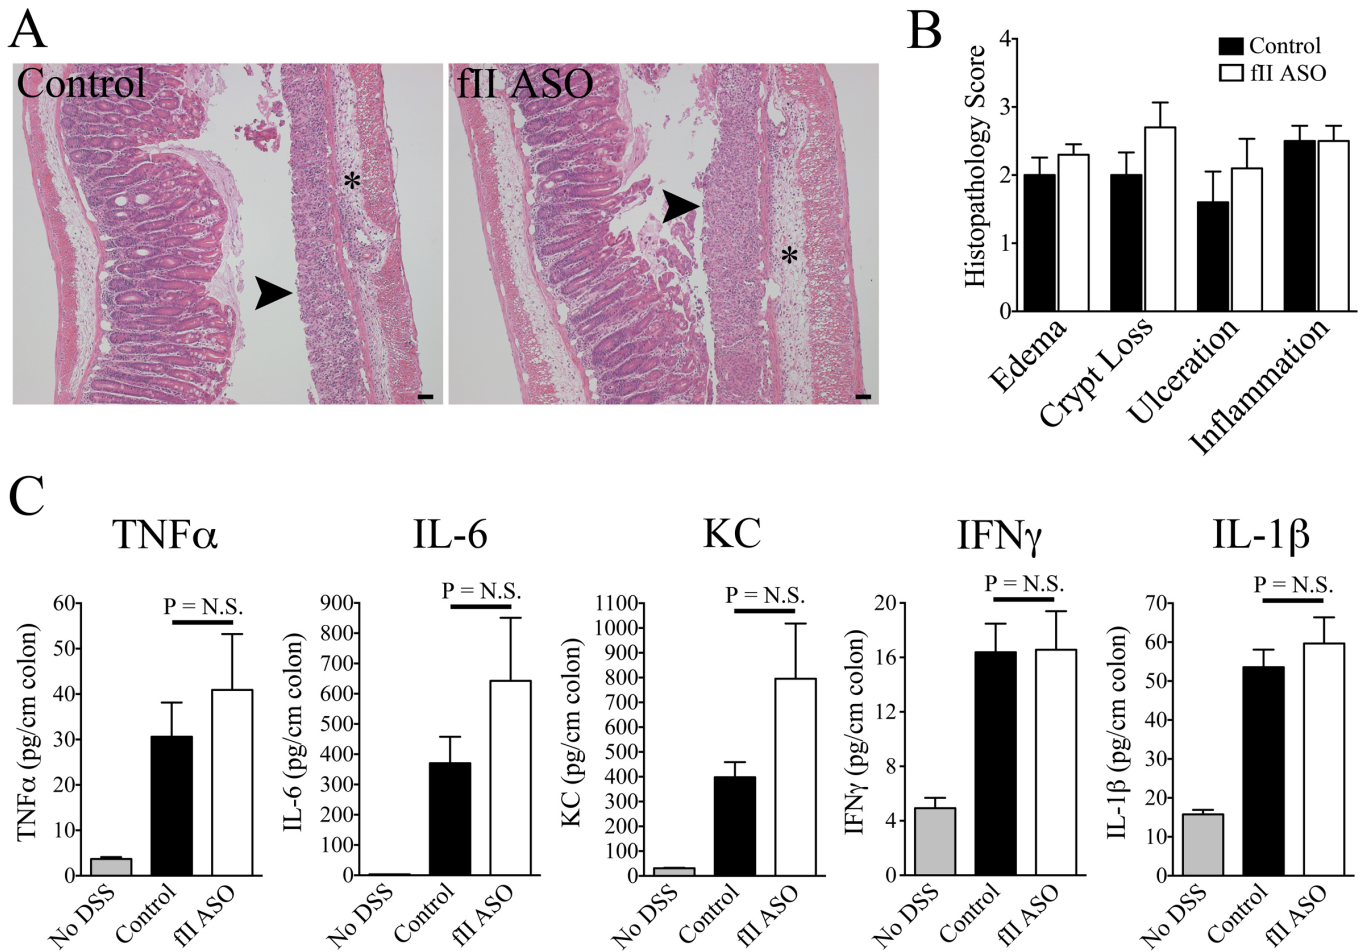 A
Control
*
fII ASO
*
B
Histopathology Score
4
3
2
1
0
Control
fII ASO
Edema
Crypt Loss
Ulceration
Inflammation
C
TNFα
TNFα (pg/cm colon)
60
50
40
30
20
10
0
P = N.S.
No DSS
Control
fII ASO
IL-6
IL-6 (pg/cm colon)
900
800
700
600
500
400
300
200
100
0
P = N.S.
No DSS
Control
fII ASO
KC
KC (pg/cm colon)
1100
1000
900
800
700
600
500
400
300
200
100
0
P = N.S.
No DSS
Control
fII ASO
IFNγ
IFNγ (pg/cm colon)
20
16
12
8
4
0
P = N.S.
No DSS
Control
fII ASO
IL-1β
IL-1β (pg/cm colon)
70
60
50
40
30
20
10
0
P = N.S.
No DSS
Control
fII ASO